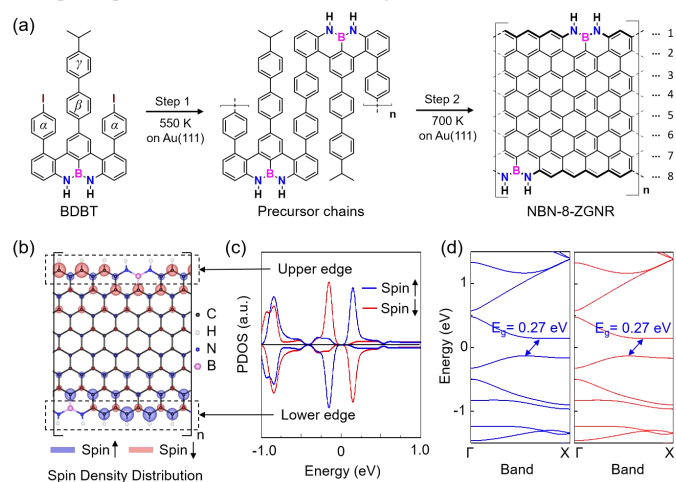 (a)
γ
β
α α
I I
N B N
H H
BDBT
Step 1
550 K
on Au(111)
H H
N B N
n
N B N
H H
Precursor chains
Step 2
700 K
on Au(111)
H H
N B N
··· 1
··· 2
··· 3
··· 4
··· 5
··· 6
··· 7
··· 8
N B N
H H
n
NBN-8-ZGNR
(b)
Upper edge
C
H
N
B
Lower edge
n
Spin↑ Spin↓
Spin Density Distribution
(c)
Spin↑
Spin↓
PDOS (a.u.)
-1.0 0 1.0
Energy (eV)
(d)
Energy (eV)
1
0
-1
Eg= 0.27 eV
Eg= 0.27 eV
Γ X Γ X
Band Band